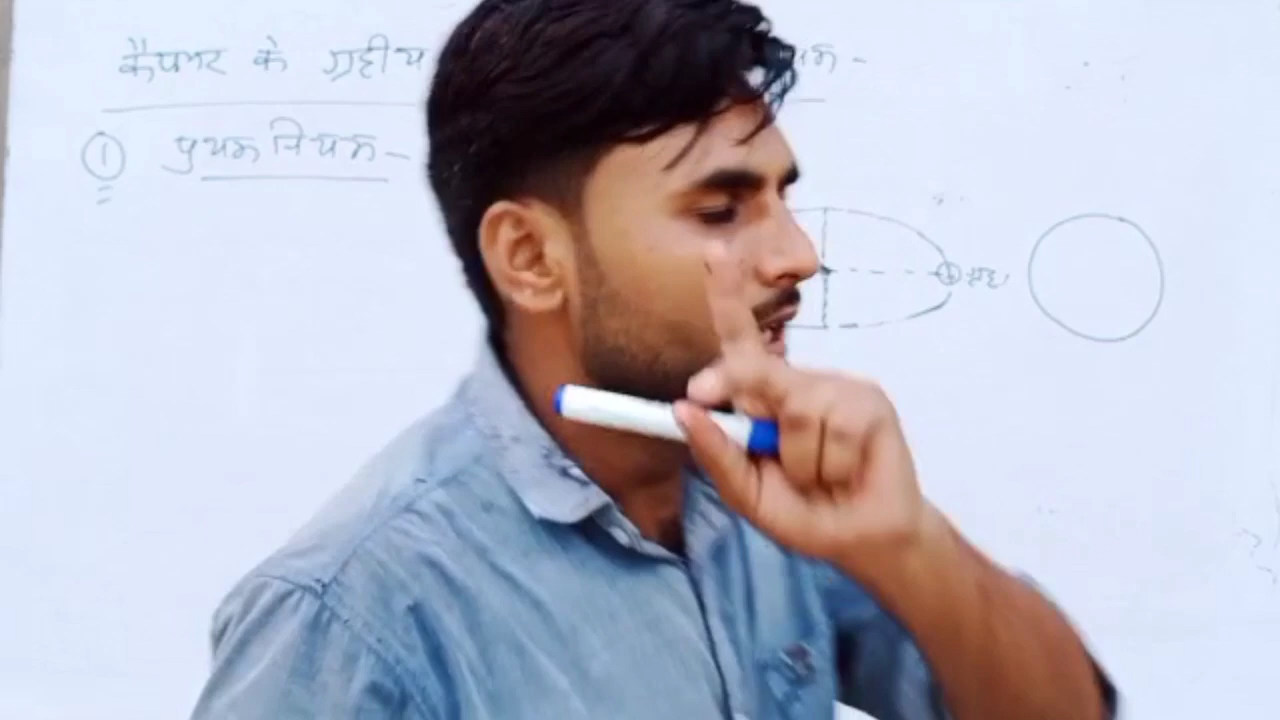 कैपलर के ग्रहीय
① प्रथम नियम-
ग्रह